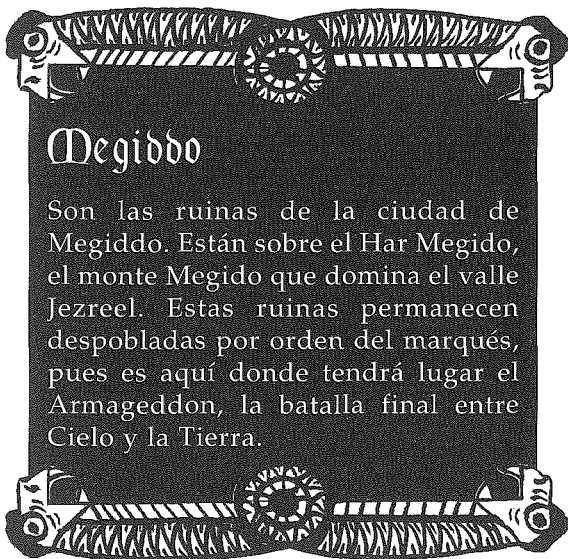 Megiddo
Son las ruinas de la ciudad de
Megiddo. Están sobre el Har Megido,
el monte Megido que domina el valle
Jezreel. Estas ruinas permanecen
despobladas por orden del marqués,
pues es aquí donde tendrá lugar el
Armageddon, la batalla final entre
Cielo y la Tierra.